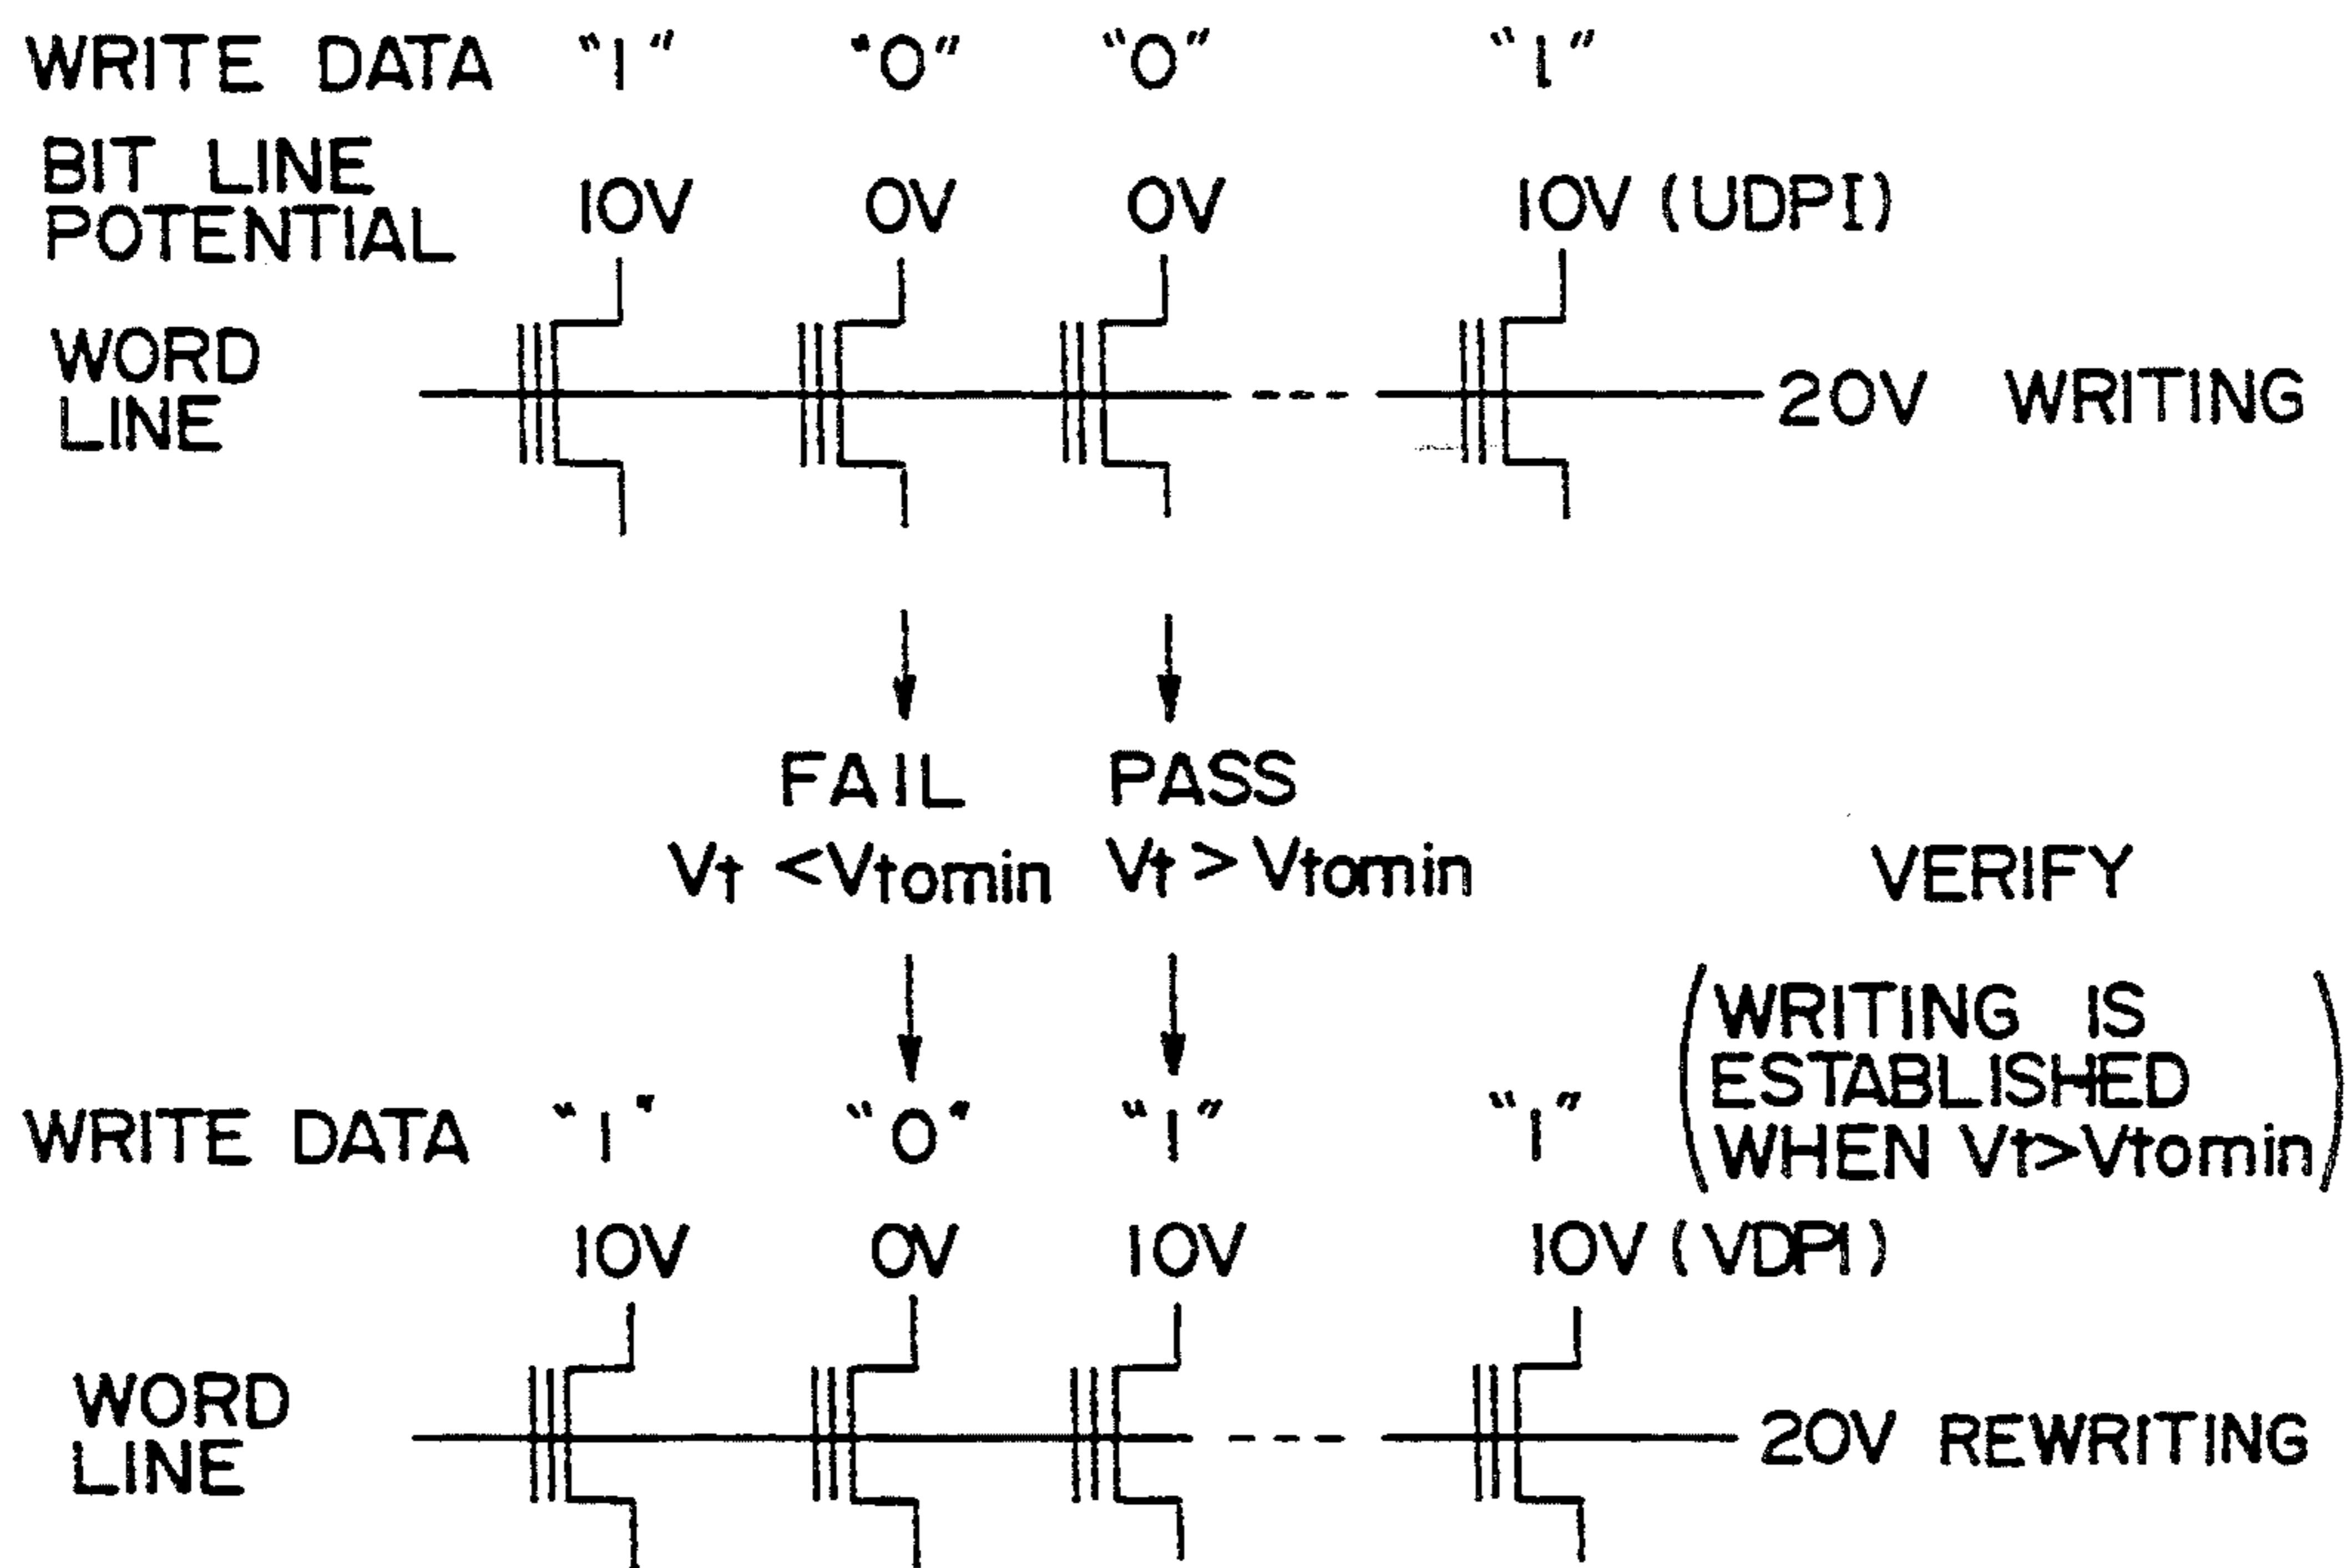 WRITE DATA "1" "0" "0" "1"
BIT LINE
POTENTIAL 10V 0V 0V 10V (UDPI)
WORD
LINE 20V WRITING
FAIL PASS
Vt <Vtomin Vt > Vtomin VERIFY
(WRITING IS
ESTABLISHED
WHEN Vt>Vtomin)
WRITE DATA "1" "0" "1" "1"
10V 0V 10V 10V (VDPI)
WORD
LINE 20V REWRITING